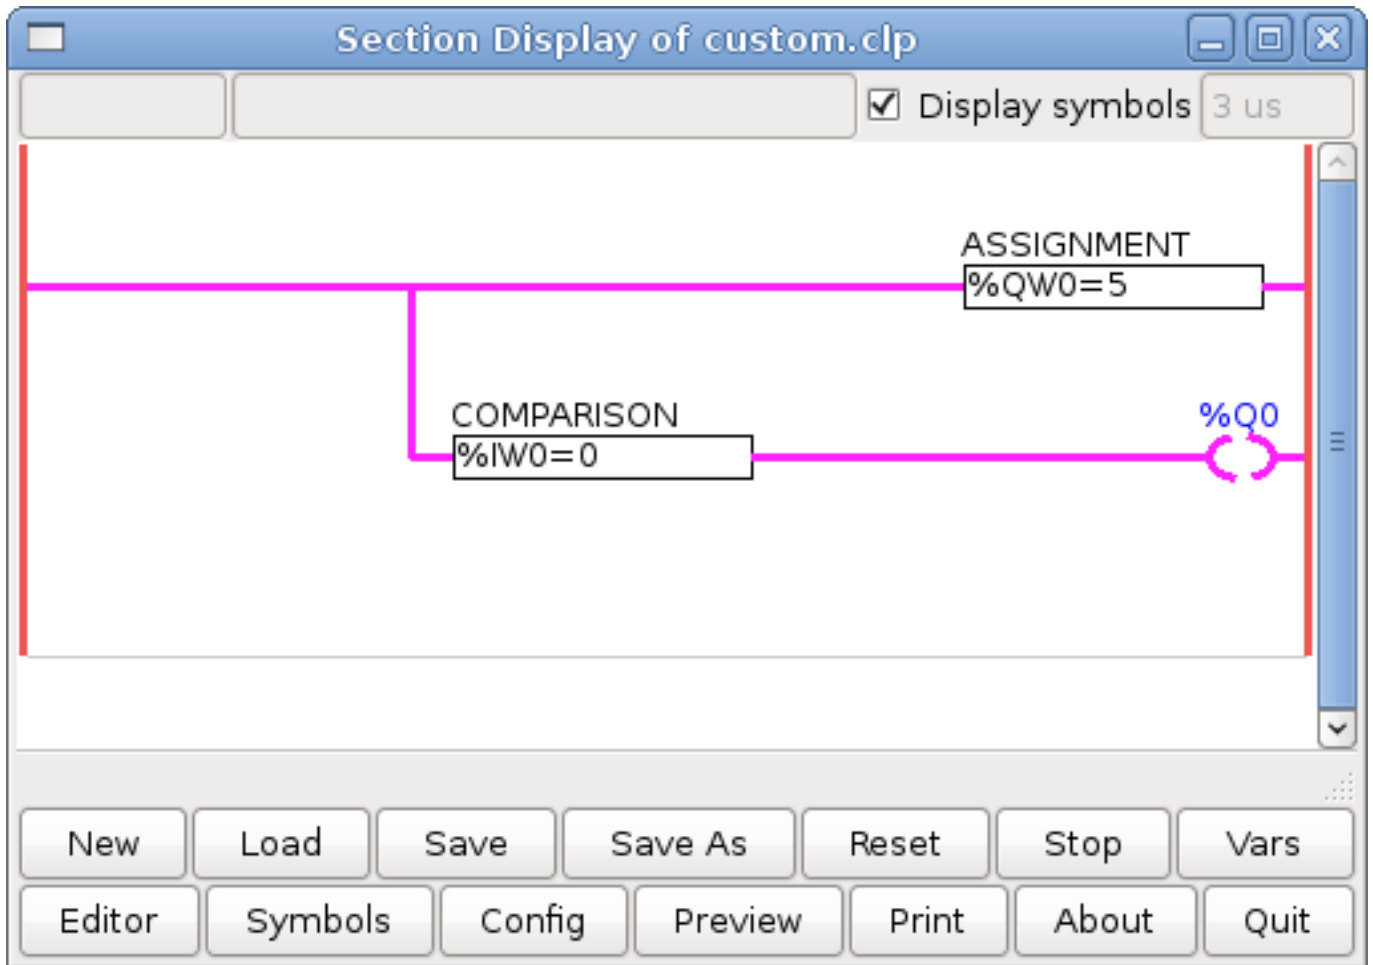 Section Display of custom.clp
Display symbols 3 us
ASSIGNMENT
%QW0=5
COMPARISON %Q0
%IW0=0
New Load Save Save As Reset Stop Vars
Editor Symbols Config Preview Print About Quit